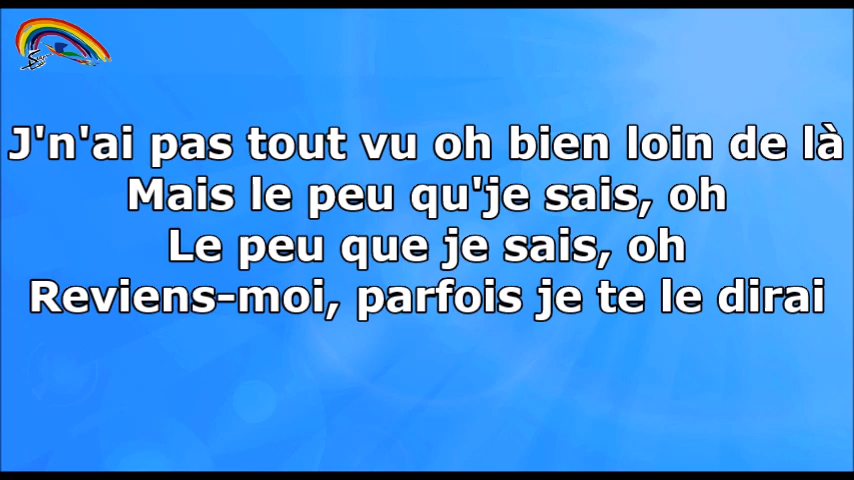 J'n'ai pas tout vu oh bien loin de là
Mais le peu qu'je sais, oh
Le peu que je sais, oh
Reviens-moi, parfois je te le dirai